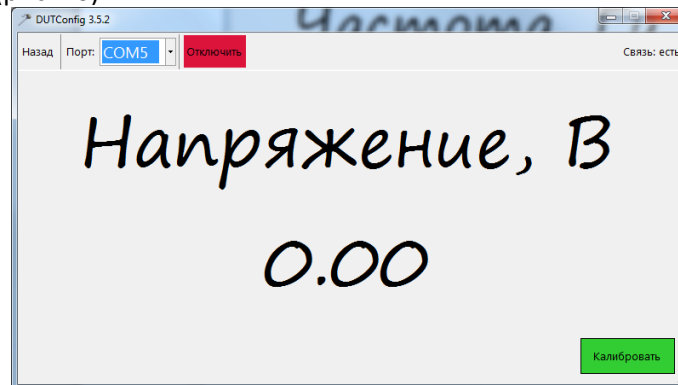 DUTConfig 3.5.2
Назад Порт: COM5 Отключить Связь: есть
Напряжение, В
0.00
Калибровать